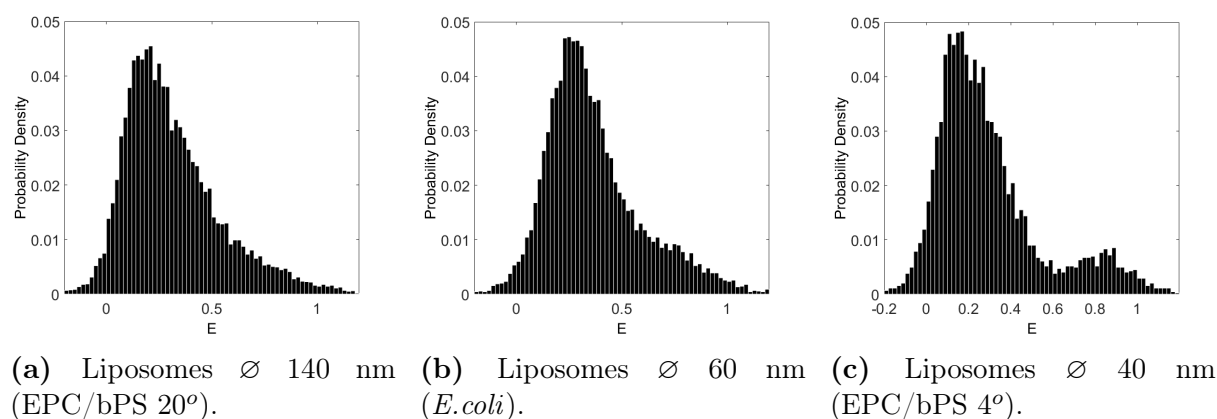 0.05
0.04
0.03
0.02
0.01
0
Probability Density
0 0.5 1
E
0.05
0.04
0.03
0.02
0.01
0
Probability Density
0 0.5 1
E
0.05
0.04
0.03
0.02
0.01
0
Probability Density
-0.2 0 0.2 0.4 0.6 0.8 1
E
(a) Liposomes ∅ 140 nm
(EPC/bPS 20º).
(b) Liposomes ∅ 60 nm
(E.coli).
(c) Liposomes ∅ 40 nm
(EPC/bPS 4º).